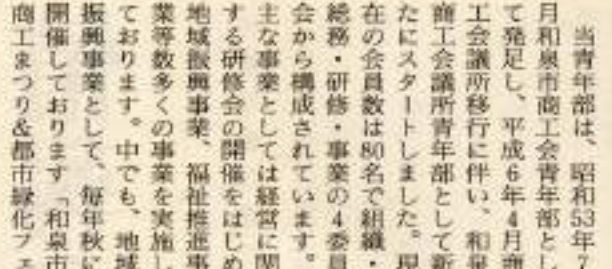 当青年部は、昭和53年7
月和泉市商工会青年部とし
て発足し、平成6年4月商
工会議所移行に伴い、和泉
商工会議所青年部として新
たにスタートしました。現
在の会員数は80名で組織・
総務・研修・事業の4委員
会から構成されています。
主な事業としては経営に関
する研修会の開催をはじめ
地域振興事業、福祉推進事
業等数多くの事業を実施し
ております。中でも、地域
振興事業として、毎年秋に
開催しております「和泉市
商工まつり&都市緑化フェ